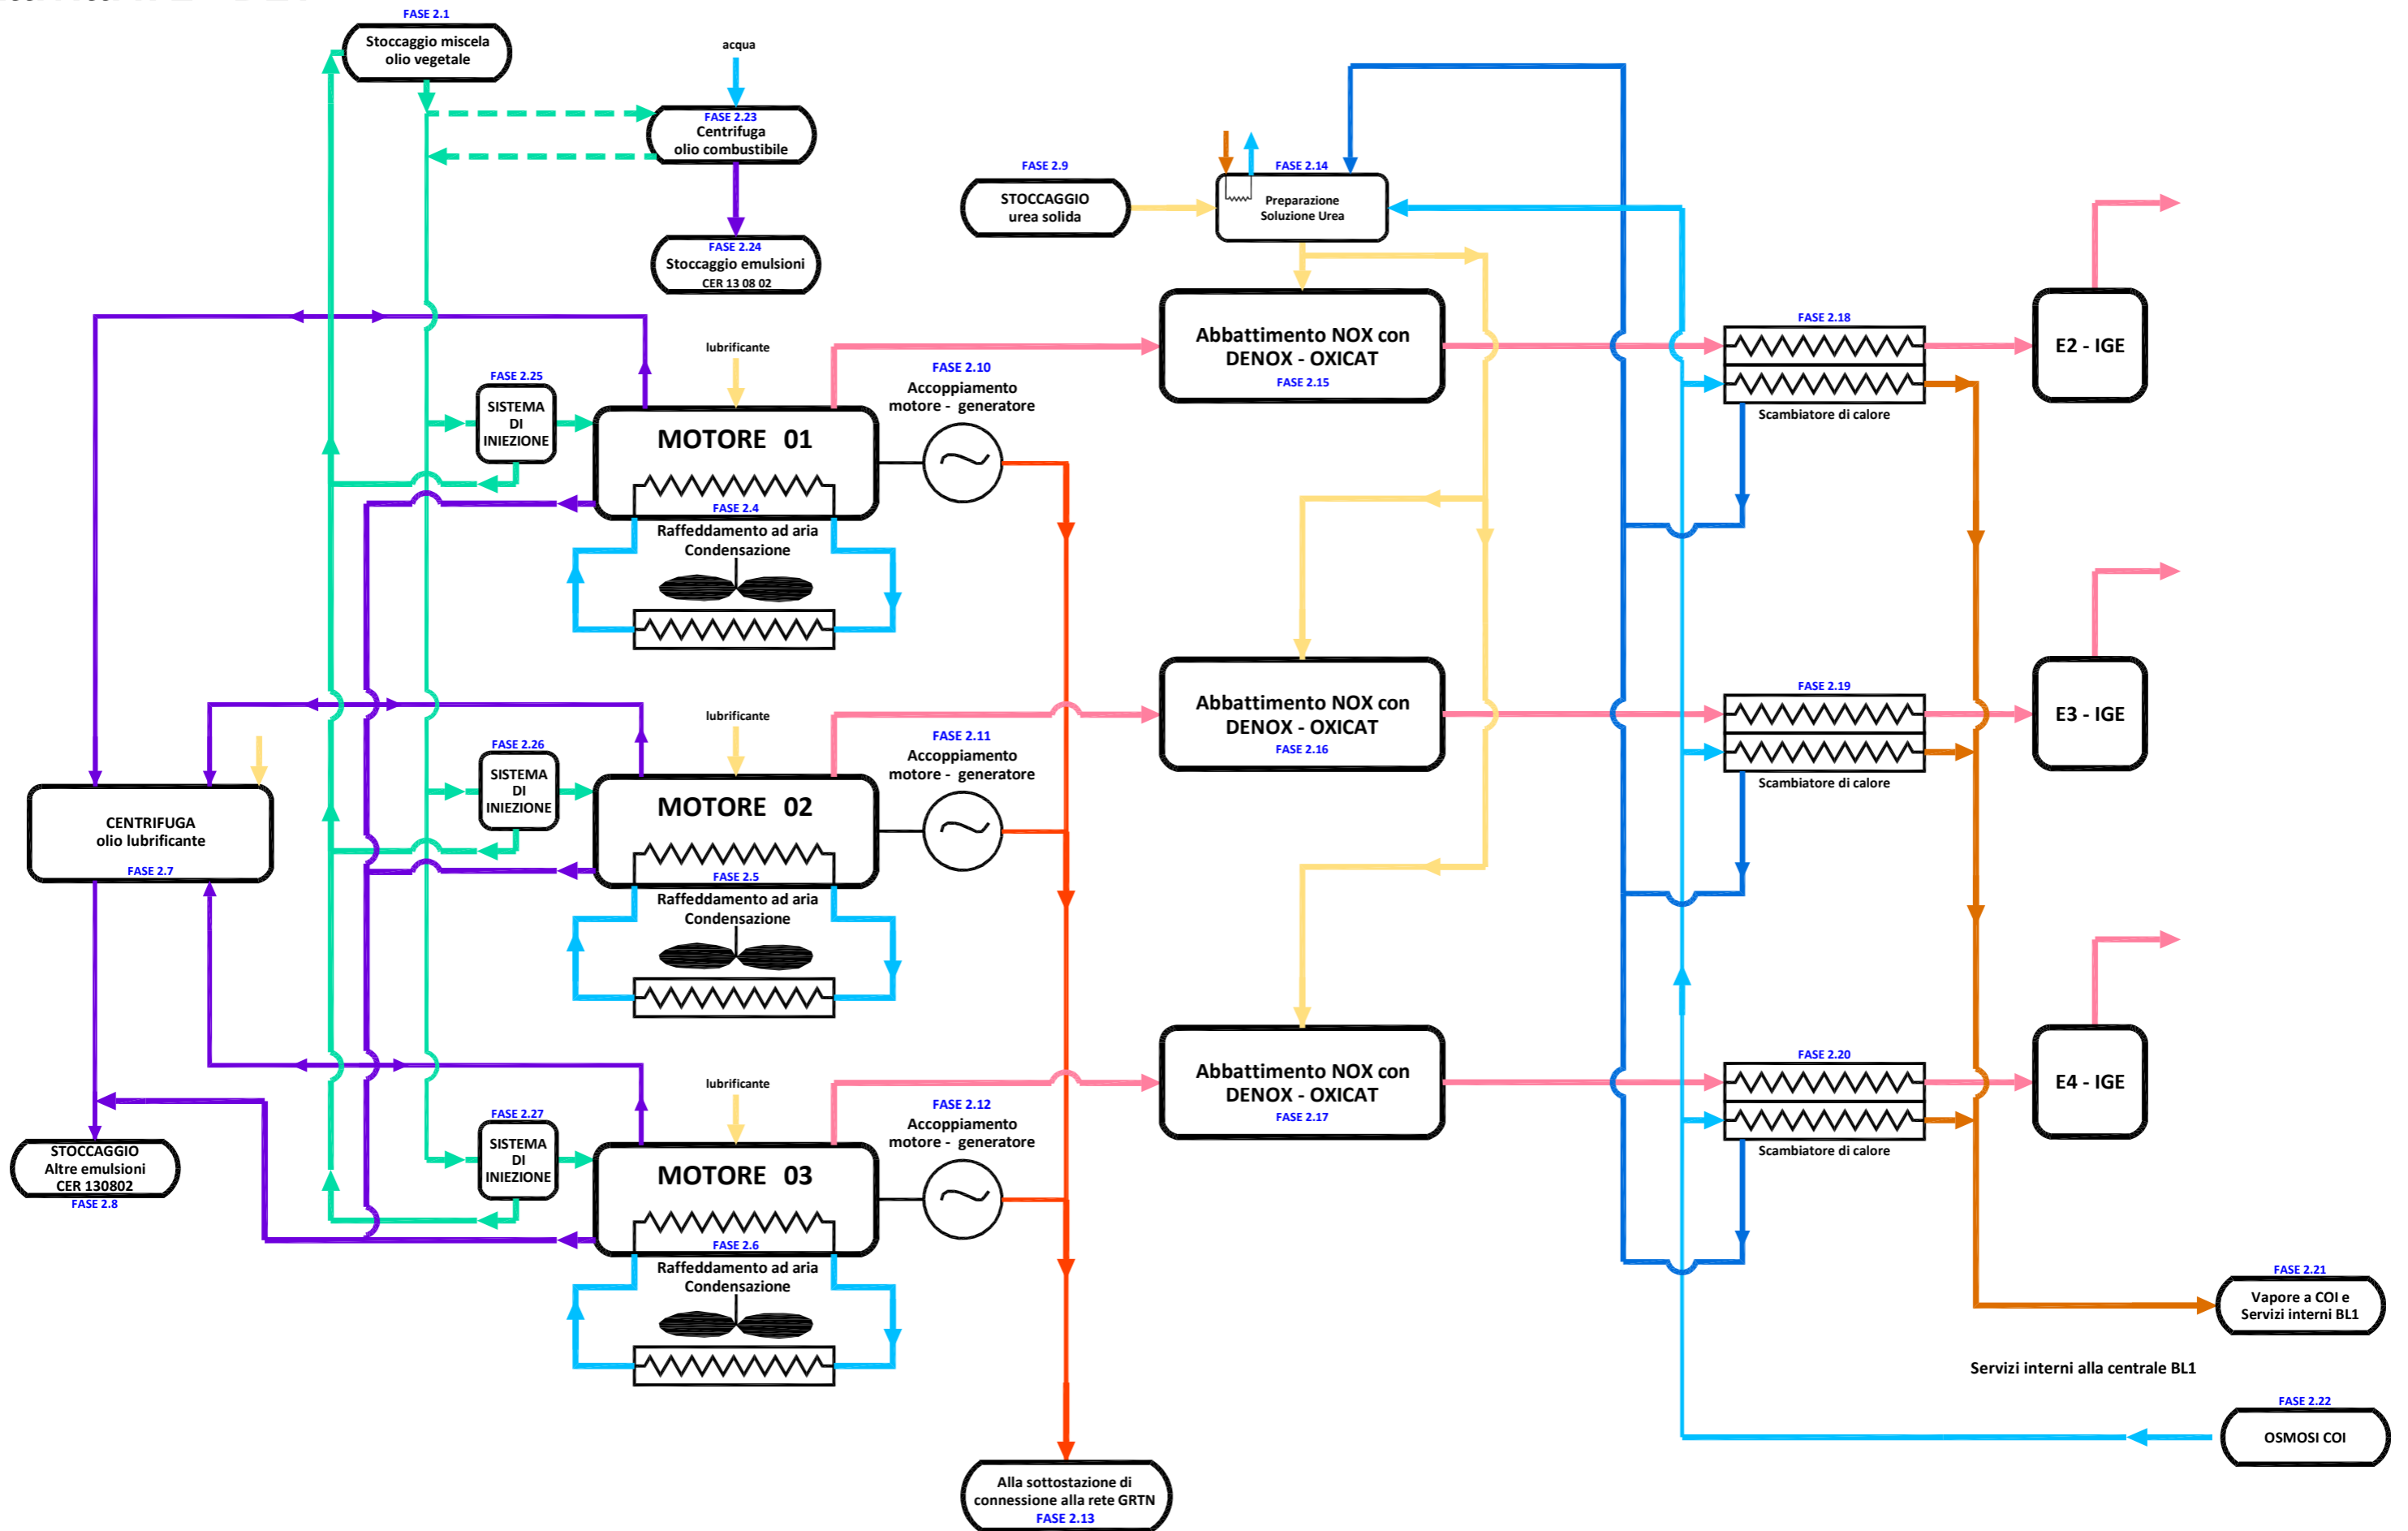 FASE 2.1
Stoccaggio miscela
olio vegetale
acqua
FASE 2.23
Centrifuga
olio combustibile
FASE 2.24
Stoccaggio emulsioni
CER 13 08 02
FASE 2.9
STOCCAGGIO
urea solida
FASE 2.14
Preparazione
Soluzione Urea
lubrificante
FASE 2.25
SISTEMA
DI
INIEZIONE
MOTORE 01
FASE 2.4
Raffeddamento ad aria
Condensazione
FASE 2.10
Accoppiamento
motore - generatore
Abbattimento NOX con
DENOX - OXICAT
FASE 2.15
FASE 2.18
Scambiatore di calore
E2 - IGE
lubrificante
FASE 2.26
SISTEMA
DI
INIEZIONE
MOTORE 02
FASE 2.5
Raffeddamento ad aria
Condensazione
FASE 2.11
Accoppiamento
motore - generatore
Abbattimento NOX con
DENOX - OXICAT
FASE 2.16
FASE 2.19
Scambiatore di calore
E3 - IGE
CENTRIFUGA
olio lubrificante
FASE 2.7
lubrificante
FASE 2.27
SISTEMA
DI
INIEZIONE
MOTORE 03
FASE 2.6
Raffeddamento ad aria
Condensazione
FASE 2.12
Accoppiamento
motore - generatore
Abbattimento NOX con
DENOX - OXICAT
FASE 2.17
FASE 2.20
Scambiatore di calore
E4 - IGE
STOCCAGGIO
Altre emulsioni
CER 130802
FASE 2.8
FASE 2.21
Vapore a COI e
Servizi interni BL1
Servizi interni alla centrale BL1
FASE 2.22
OSMOSI COI
Alla sottostazione di
connessione alla rete GRTN
FASE 2.13